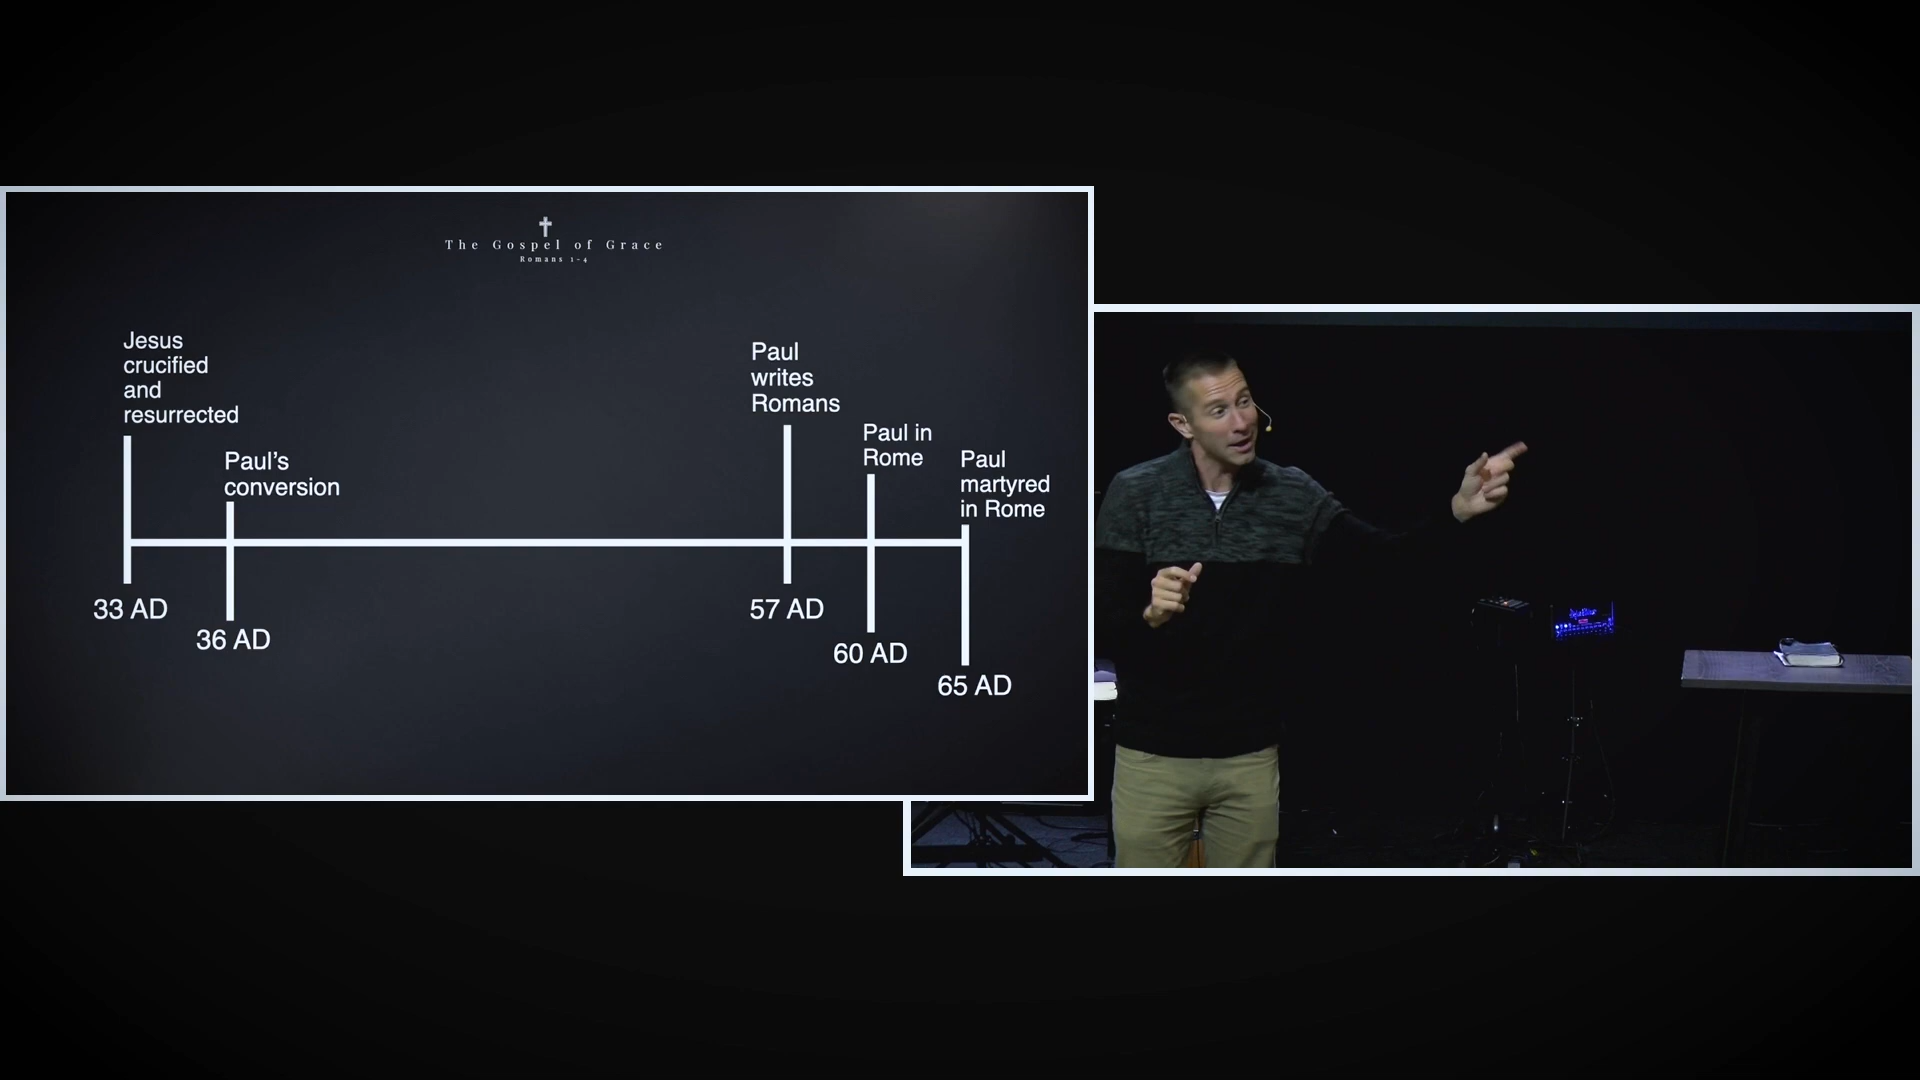 The Gospel of Grace
Romans 1-4
Jesus
crucified
and
resurrected
Paul's
conversion
Paul
writes
Romans
Paul in
Rome
Paul
martyred
in Rome
33 AD
36 AD
57 AD
60 AD
65 AD